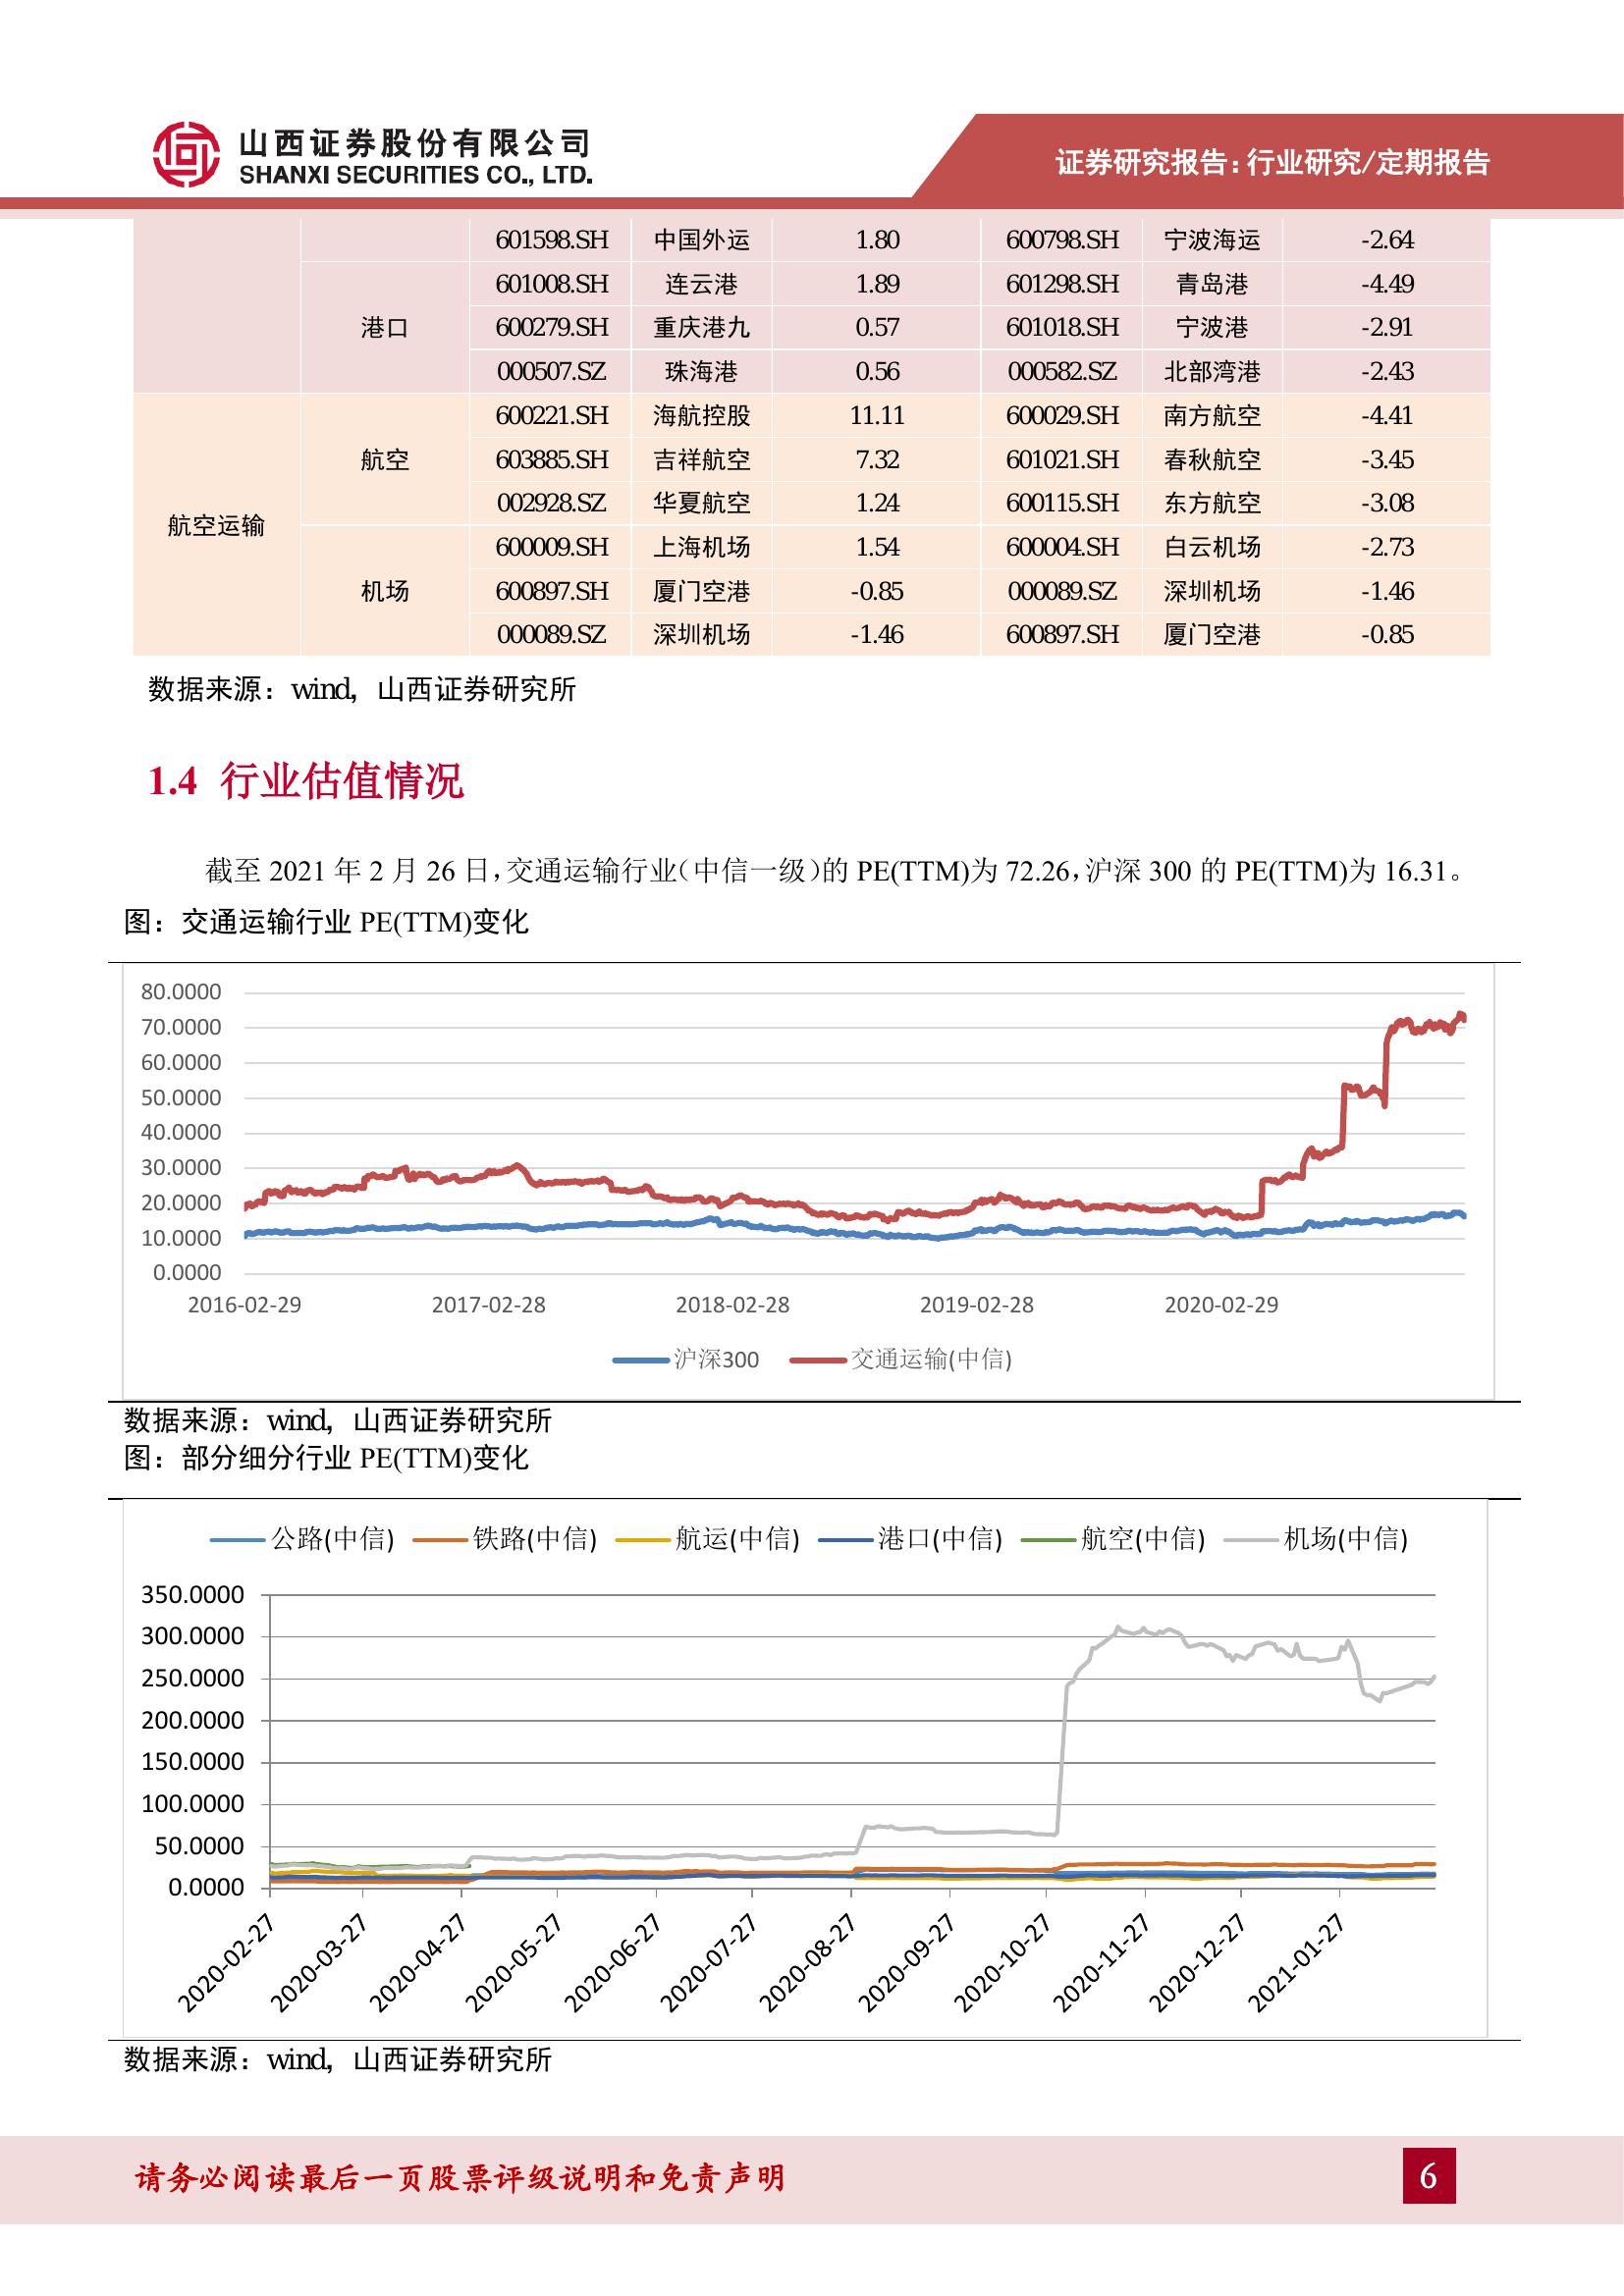 山西证券股份有限公司
SHANXI SECURITIES CO., LTD.
证券研究报告：行业研究/定期报告
601598.SH 中国外运 1.80 600798.SH 宁波海运 -2.64
港口
601008.SH 连云港 1.89 601298.SH 青岛港 -4.49
600279.SH 重庆港九 0.57 601018.SH 宁波港 -2.91
000507.SZ 珠海港 0.56 000582.SZ 北部湾港 -2.43
航空运输
航空
600221.SH 海航控股 11.11 600029.SH 南方航空 -4.41
603885.SH 吉祥航空 7.32 601021.SH 春秋航空 -3.45
002928.SZ 华夏航空 1.24 600115.SH 东方航空 -3.08
机场
600009.SH 上海机场 1.54 600004.SH 白云机场 -2.73
600897.SH 厦门空港 -0.85 000089.SZ 深圳机场 -1.46
000089.SZ 深圳机场 -1.46 600897.SH 厦门空港 -0.85
数据来源：wind，山西证券研究所
1.4 行业估值情况
截至 2021 年 2 月 26 日，交通运输行业（中信一级）的 PE(TTM)为 72.26，沪深 300 的 PE(TTM)为 16.31。
图：交通运输行业 PE(TTM)变化
80.0000
70.0000
60.0000
50.0000
40.0000
30.0000
20.0000
10.0000
0.0000
2016-02-29 2017-02-28 2018-02-28 2019-02-28 2020-02-29
沪深300 交通运输(中信)
数据来源：wind，山西证券研究所
图：部分细分行业 PE(TTM)变化
公路(中信) 铁路(中信) 航运(中信) 港口(中信) 航空(中信) 机场(中信)
350.0000
300.0000
250.0000
200.0000
150.0000
100.0000
50.0000
0.0000
2020-02-27 2020-03-27 2020-04-27 2020-05-27 2020-06-27 2020-07-27 2020-08-27 2020-09-27 2020-10-27 2020-11-27 2020-12-27 2021-01-27
数据来源：wind，山西证券研究所
请务必阅读最后一页股票评级说明和免责声明
6